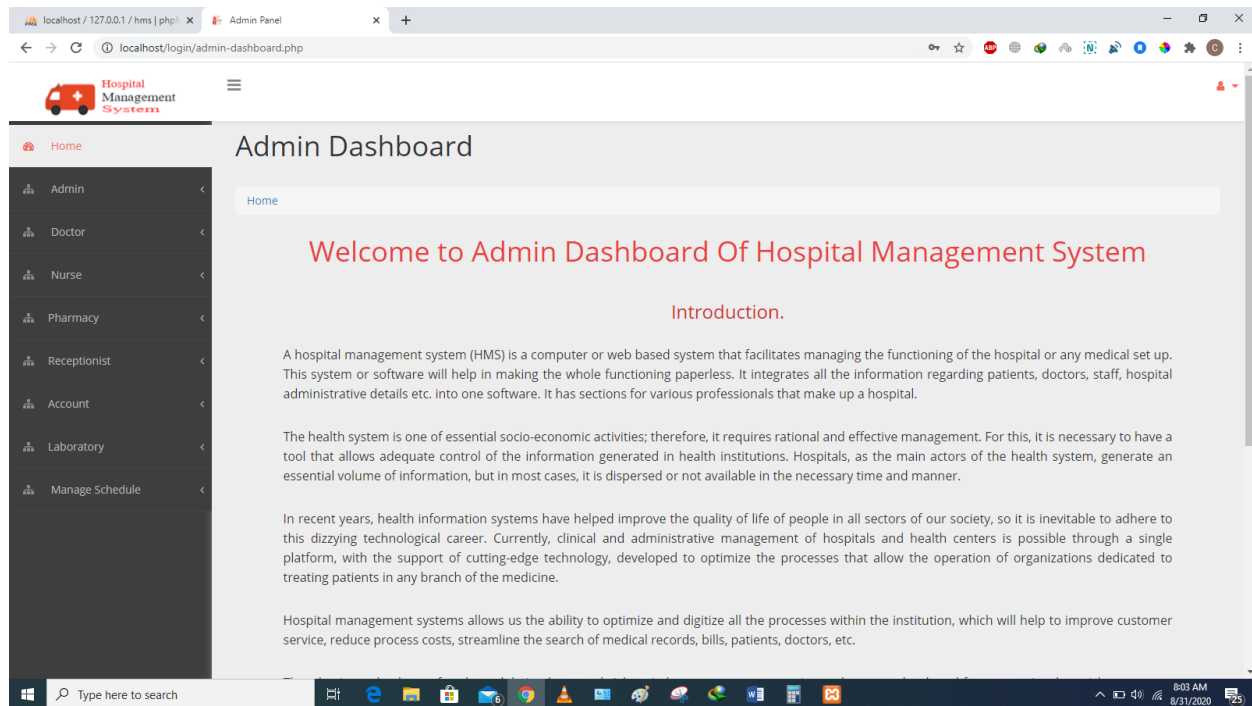 localhost / 127.0.0.1 / hms | php
Admin Panel
localhost/login/admin-dashboard.php
ABP
N
C
Hospital
Management
System
Home
Admin
Doctor
Nurse
Pharmacy
Receptionist
Account
Laboratory
Manage Schedule
Admin Dashboard
Home
Welcome to Admin Dashboard Of Hospital Management System
Introduction.
A hospital management system (HMS) is a computer or web based system that facilitates managing the functioning of the hospital or any medical set up.
This system or software will help in making the whole functioning paperless. It integrates all the information regarding patients, doctors, staff, hospital
administrative details etc. into one software. It has sections for various professionals that make up a hospital.
The health system is one of essential socio-economic activities; therefore, it requires rational and effective management. For this, it is necessary to have a
tool that allows adequate control of the information generated in health institutions. Hospitals, as the main actors of the health system, generate an
essential volume of information, but in most cases, it is dispersed or not available in the necessary time and manner.
In recent years, health information systems have helped improve the quality of life of people in all sectors of our society, so it is inevitable to adhere to
this dizzying technological career. Currently, clinical and administrative management of hospitals and health centers is possible through a single
platform, with the support of cutting-edge technology, developed to optimize the processes that allow the operation of organizations dedicated to
treating patients in any branch of the medicine.
Hospital management systems allows us the ability to optimize and digitize all the processes within the institution, which will help to improve customer
service, reduce process costs, streamline the search of medical records, bills, patients, doctors, etc.
Type here to search
6
8:03 AM
8/31/2020
25